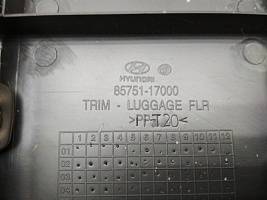 HYUNDAI
85751-17000
TRIM - LUGGAGE FLR
>PP-T20<
1 2 3 4 5 6 7 8 9 10 11 12
01
02
03
04